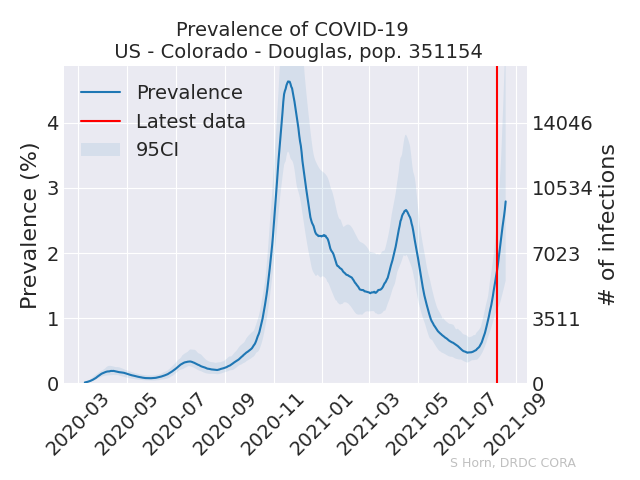 Prevalence of COVID-19
US - Colorado - Douglas, pop. 351154
Prevalence
Latest data
95CI
Prevalence (%)
4
3
2
1
0
14046
10534
7023
3511
0
# of infections
2020-03
2020-05
2020-07
2020-09
2020-11
2021-01
2021-03
2021-05
2021-07
2021-09
S Horn, DRDC CORA